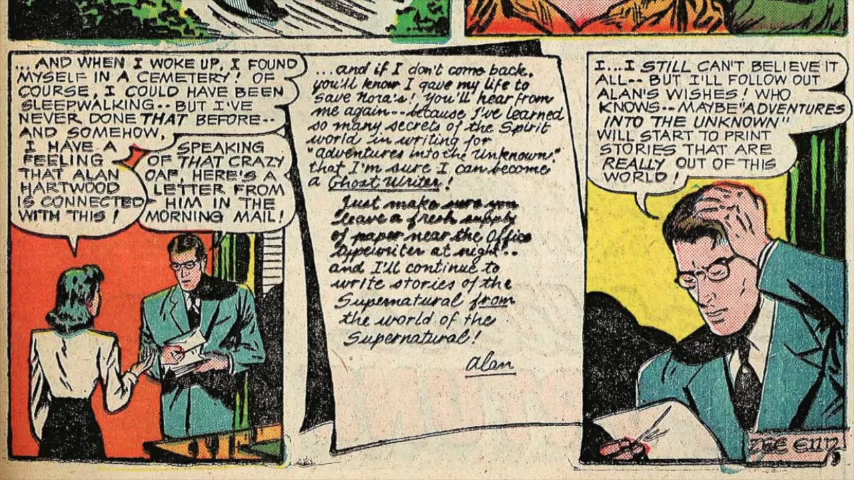 ...AND WHEN I WOKE UP, I FOUND
MYSELF IN A CEMETERY! OF
COURSE, I COULD HAVE BEEN
SLEEPWALKING--BUT I'VE
NEVER DONE THAT BEFORE--
AND SOMEHOW,
I HAVE A
FEELING
THAT ALAN
HARTWOOD
IS CONNECTED
WITH THIS!
SPEAKING
OF THAT CRAZY
OAF, HERE'S A
LETTER FROM
HIM IN THE
MORNING MAIL!
...and if I don't come back,
you'll know I gave my life to
save Nora's! You'll hear from
me again--because I've learned
so many secrets of the Spirit
world in writing for
"adventures into the Unknown,"
that I'm sure I can become
a Ghost Writer!
Just make sure you
leave a fresh supply
of paper near the Office
Typewriter at night...
and I'll continue to
write stories of the
Supernatural from
the world of the
Supernatural!
Alan
I...I STILL CAN'T BELIEVE IT
ALL--BUT I'LL FOLLOW OUT
ALAN'S WISHES! WHO
KNOWS--MAYBE "ADVENTURES
INTO THE UNKNOWN"
WILL START TO PRINT
STORIES THAT ARE
REALLY OUT OF THIS
WORLD!
THE END
9